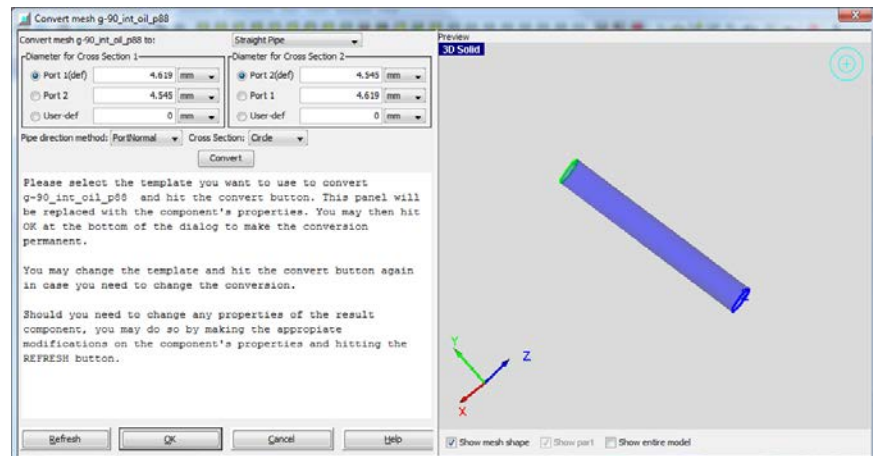 Convert mesh g-90_int_oil_p88
Convert mesh g-90_int_oil_p88 to:
Straight Pipe
Diameter for Cross Section 1
Port 1(def)
4.619
mm
Port 2
4.545
mm
User-def
0
mm
Diameter for Cross Section 2
Port 2(def)
4.545
mm
Port 1
4.619
mm
User-def
0
mm
Pipe direction method:
PortNormal
Cross Section:
Circle
Convert
Please select the template you want to use to convert
g-90_int_oil_p88 and hit the convert button. This panel will
be replaced with the component's properties. You may then hit
OK at the bottom of the dialog to make the conversion
permanent.
You may change the template and hit the convert button again
in case you need to change the conversion.
Should you need to change any properties of the result
component, you may do so by making the appropiate
modifications on the component's properties and hitting the
REFRESH button.
Refresh
OK
Cancel
Help
Preview
3D Solid
Y
Z
X
Show mesh shape
Show part
Show entire model